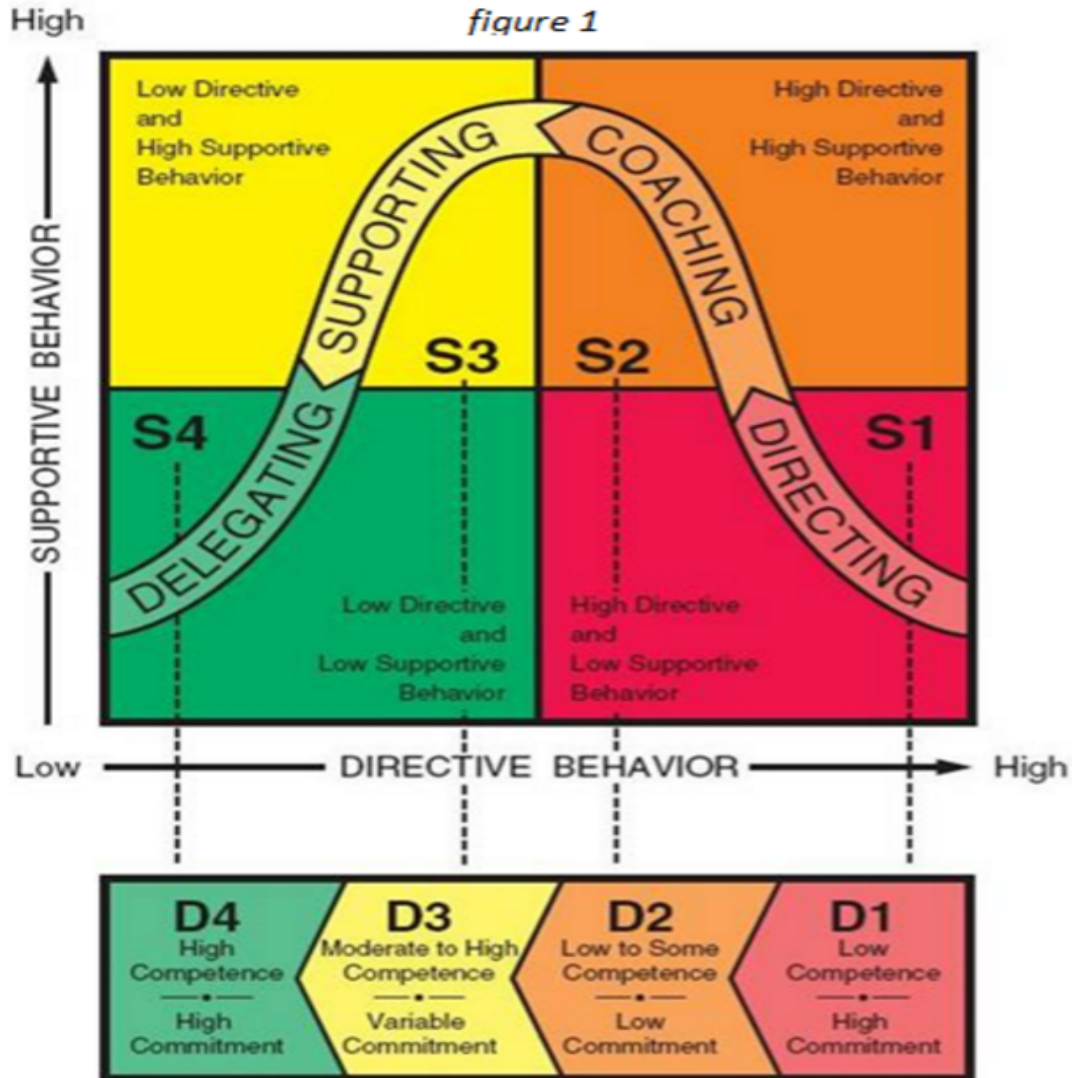 figure 1
High
SUPPORTIVE BEHAVIOR
Low Directive
and
High Supportive
Behavior
High Directive
and
High Supportive
Behavior
SUPPORTING
COACHING
S3
S2
S4
S1
DELEGATING
DIRECTING
Low Directive
and
Low Supportive
Behavior
High Directive
and
Low Supportive
Behavior
Low
DIRECTIVE BEHAVIOR
High
D4
High
Competence
High
Commitment
D3
Moderate to High
Competence
Variable
Commitment
D2
Low to Some
Competence
Low
Commitment
D1
Low
Competence
High
Commitment